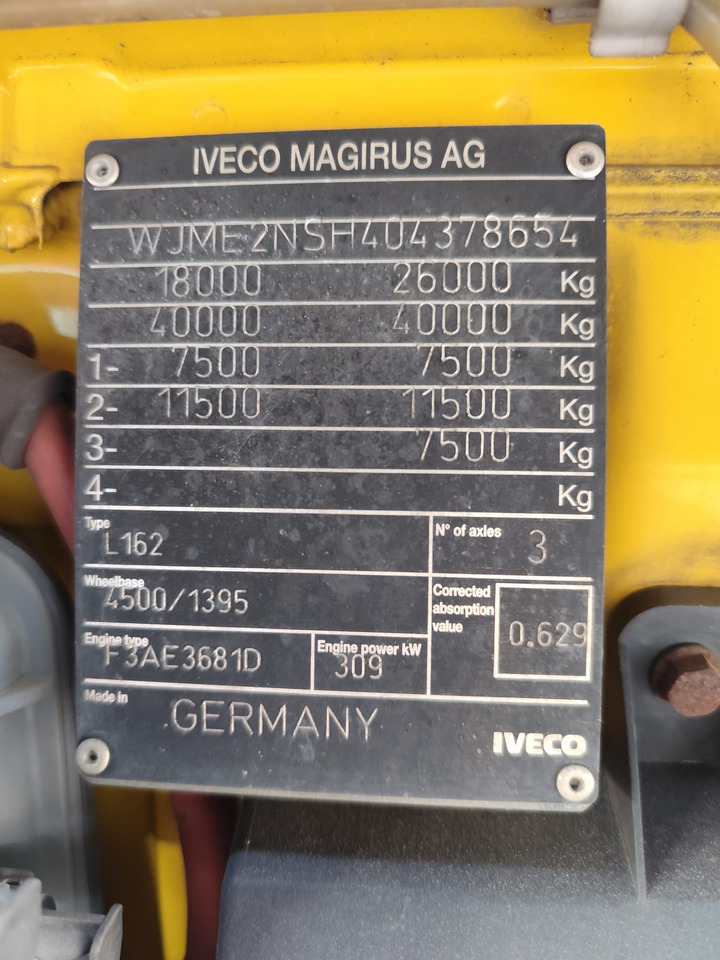 IVECO MAGIRUS AG
WJME2NSH404378654
18000 26000 Kg
40000 40000 Kg
1- 7500 7500 Kg
2- 11500 11500 Kg
3- 7500 Kg
4- Kg
Type L162 N° of axles 3
Wheelbase 4500/1395
Corrected absorption value 0.629
Engine type F3AE3681D Engine power kW 309
Made in GERMANY
IVECO